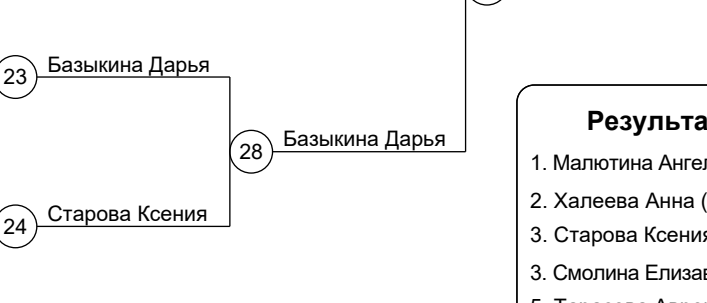 23 Базыкина Дарья
28 Базыкина Дарья
24 Старова Ксения
Результа
1. Малютина Ангел
2. Халеева Анна (
3. Старова Ксения
3. Смолина Елизав